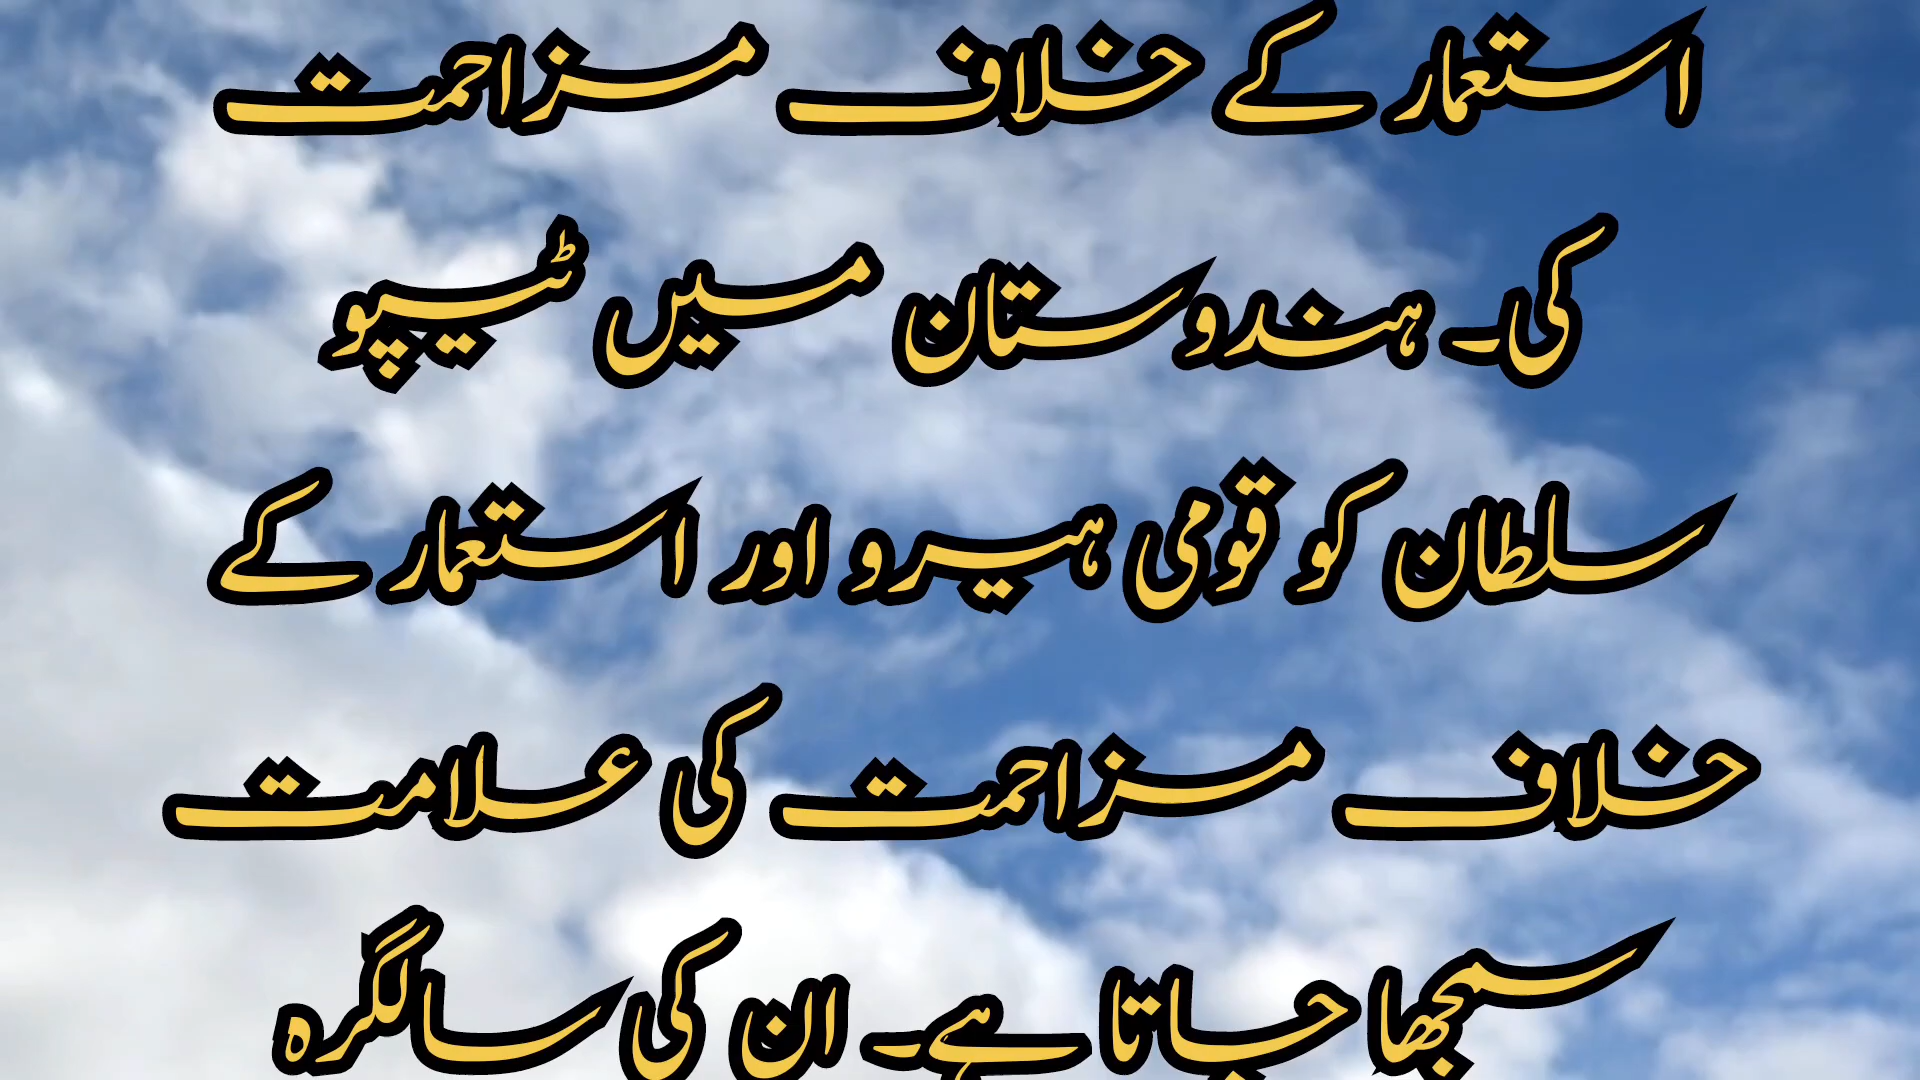 استعمار کے خلاف مزاحمت
کی۔ ہندوستان میں ٹیپو
سلطان کو قومی ہیرو اور استعمار کے
خلاف مزاحمت کی علامت
سمجھا جاتا ہے۔ ان کی سالگرہ